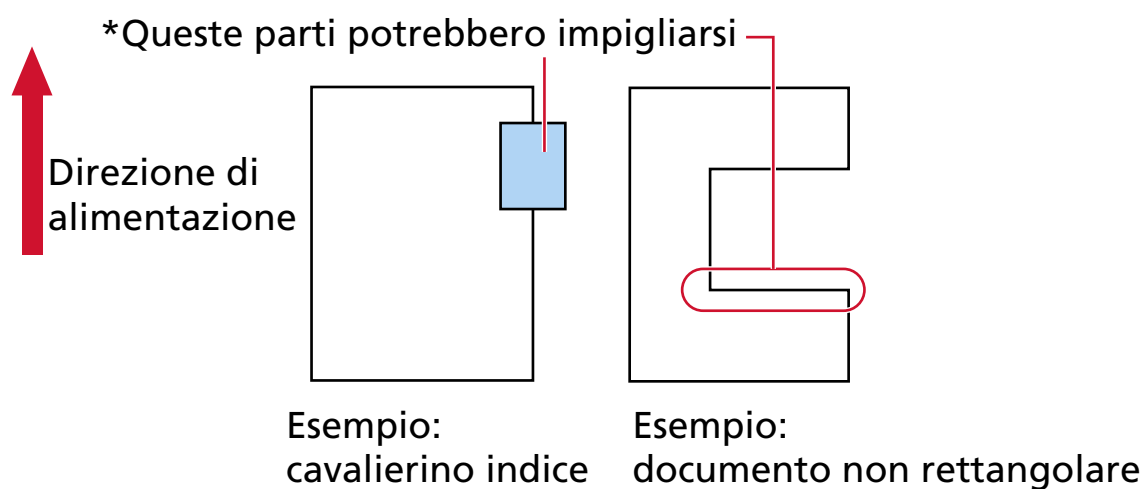 *Queste parti potrebbero impigliarsi
Direzione di
alimentazione
Esempio:
cavalierino indice
Esempio:
documento non rettangolare